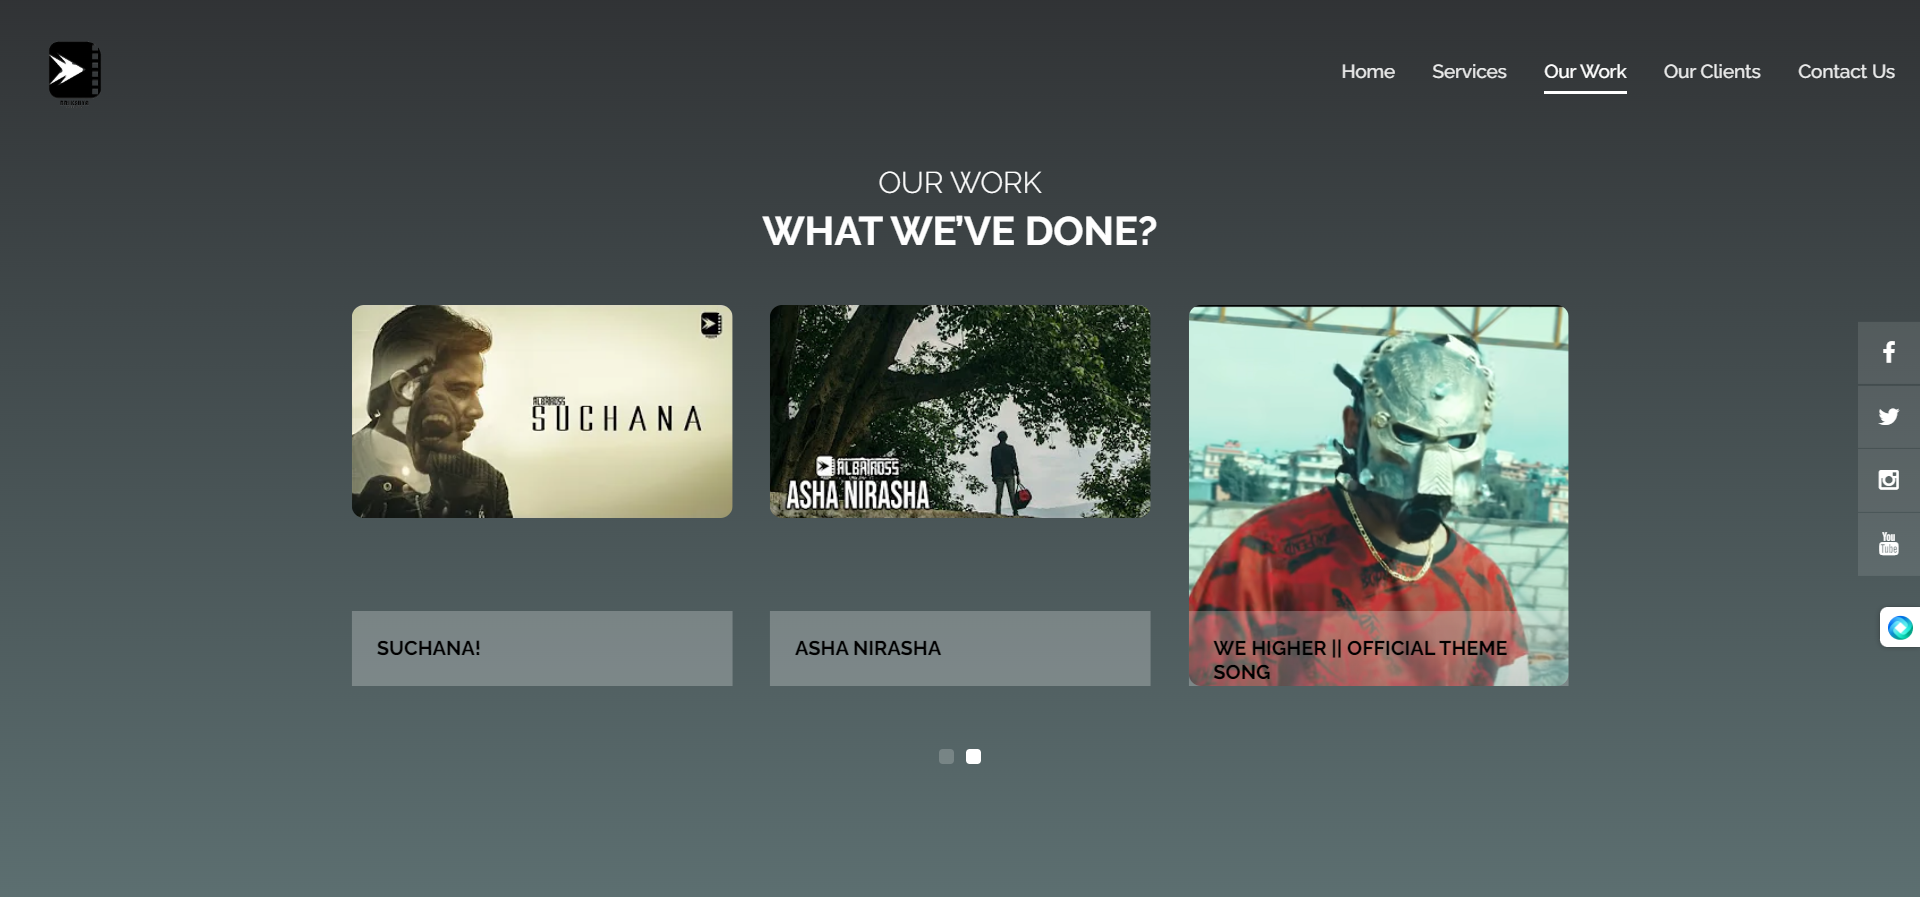 Home
Services
Our Work
Our Clients
Contact Us
OUR WORK
WHAT WE’VE DONE?
ALBATROSS
SUCHANA
ALBATROSS
ASHA NIRASHA
SUCHANA!
ASHA NIRASHA
WE HIGHER || OFFICIAL THEME
SONG
You
Tube